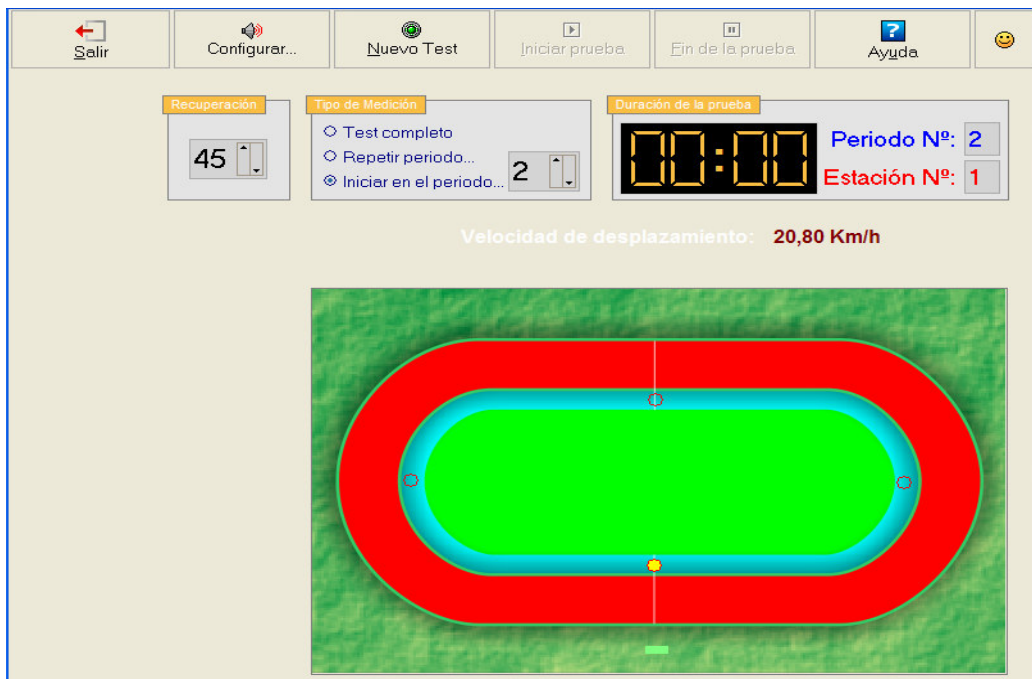 Salir
Configurar...
Nuevo Test
Iniciar prueba
Fin de la prueba
Ayuda
Recuperación
45
Tipo de Medición
Test completo
Repetir periodo...
Iniciar en el periodo...
2
Duración de la prueba
00:00
Periodo Nº: 2
Estación Nº: 1
Velocidad de desplazamiento: 20,80 Km/h